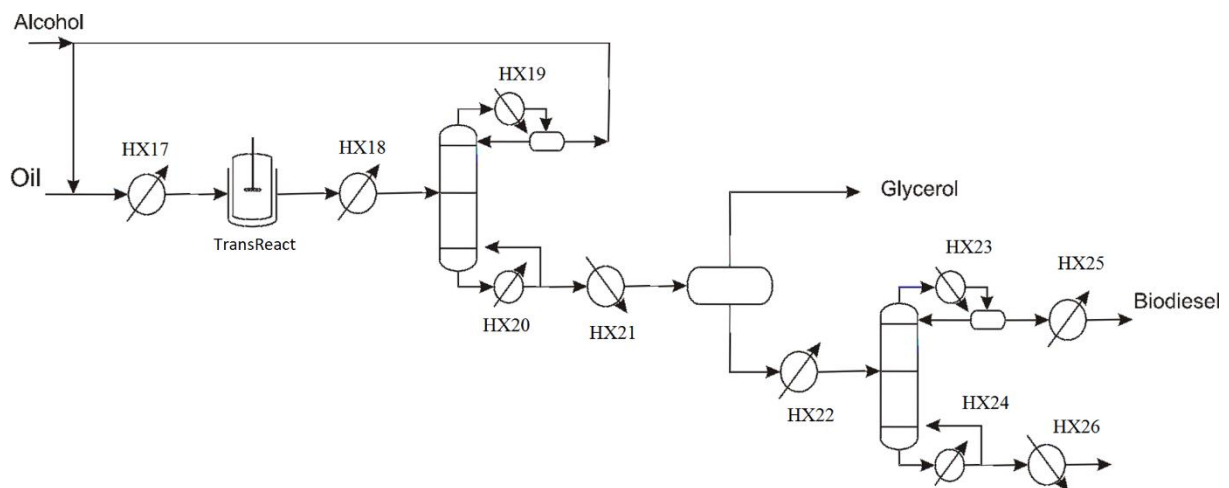 Alcohol
HX19
HX17
HX18
Oil
TransReact
Glycerol
HX23
HX25
Biodiesel
HX20
HX21
HX22
HX24
HX26